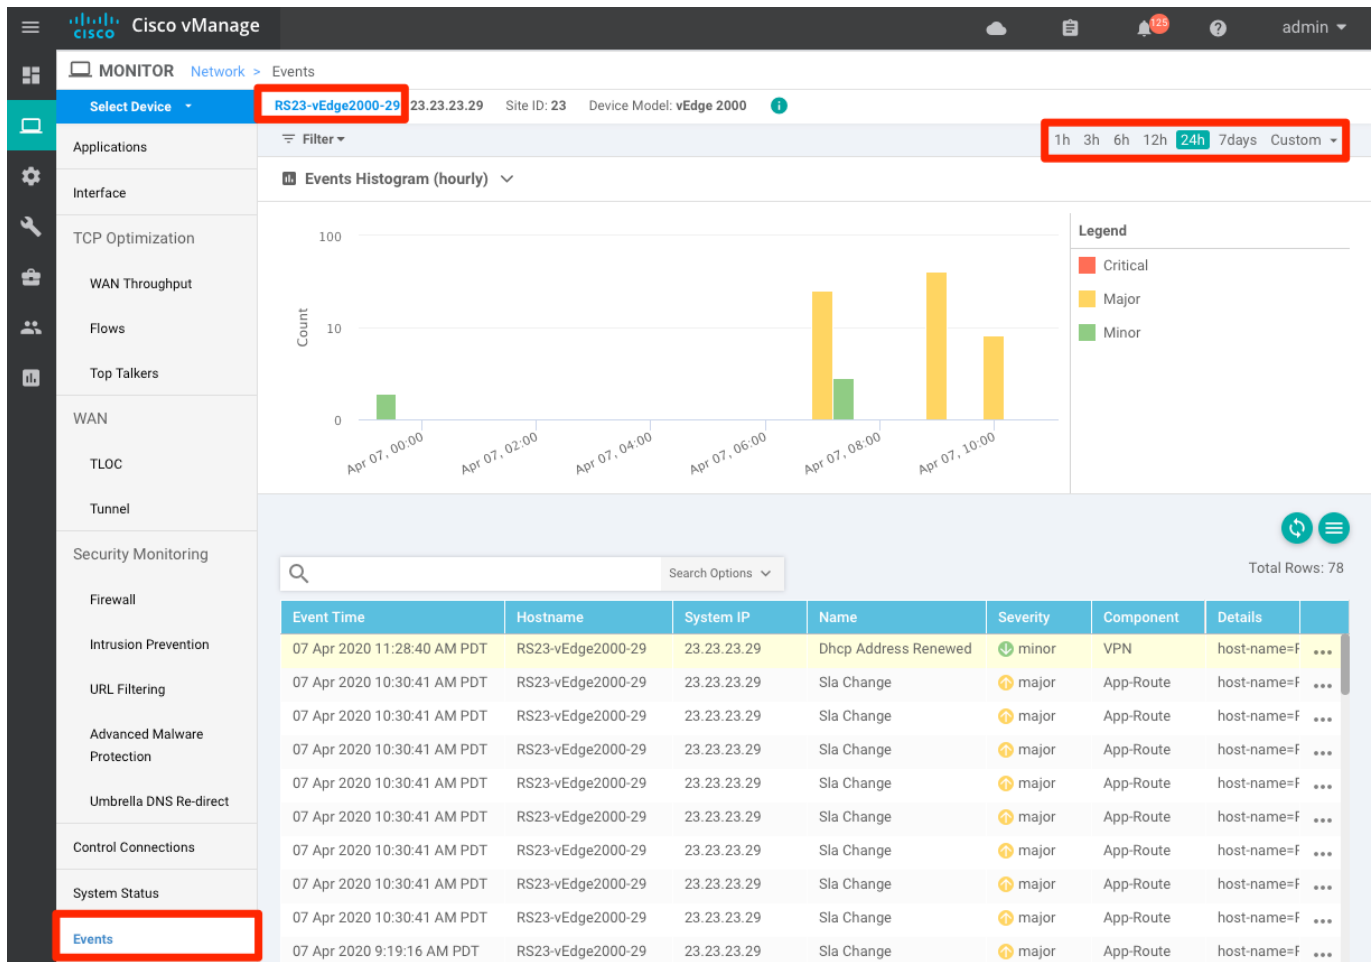 cisco Cisco vManage
125
admin
MONITOR Network > Events
Select Device
RS23-vEdge2000-29 23.23.23.29 Site ID: 23 Device Model: vEdge 2000
Filter
1h 3h 6h 12h 24h 7days Custom
Applications
Interface
TCP Optimization
WAN Throughput
Flows
Top Talkers
WAN
TLOC
Tunnel
Security Monitoring
Firewall
Intrusion Prevention
URL Filtering
Advanced Malware
Protection
Umbrella DNS Re-direct
Control Connections
System Status
Events
Events Histogram (hourly)
Count
100
10
0
Apr 07, 00:00
Apr 07, 02:00
Apr 07, 04:00
Apr 07, 06:00
Apr 07, 08:00
Apr 07, 10:00
Legend
Critical
Major
Minor
Search Options
Total Rows: 78
Event Time Hostname System IP Name Severity Component Details
07 Apr 2020 11:28:40 AM PDT RS23-vEdge2000-29 23.23.23.29 Dhcp Address Renewed minor VPN host-name=F ...
07 Apr 2020 10:30:41 AM PDT RS23-vEdge2000-29 23.23.23.29 Sla Change major App-Route host-name=F ...
07 Apr 2020 10:30:41 AM PDT RS23-vEdge2000-29 23.23.23.29 Sla Change major App-Route host-name=F ...
07 Apr 2020 10:30:41 AM PDT RS23-vEdge2000-29 23.23.23.29 Sla Change major App-Route host-name=F ...
07 Apr 2020 10:30:41 AM PDT RS23-vEdge2000-29 23.23.23.29 Sla Change major App-Route host-name=F ...
07 Apr 2020 10:30:41 AM PDT RS23-vEdge2000-29 23.23.23.29 Sla Change major App-Route host-name=F ...
07 Apr 2020 10:30:41 AM PDT RS23-vEdge2000-29 23.23.23.29 Sla Change major App-Route host-name=F ...
07 Apr 2020 10:30:41 AM PDT RS23-vEdge2000-29 23.23.23.29 Sla Change major App-Route host-name=F ...
07 Apr 2020 10:30:41 AM PDT RS23-vEdge2000-29 23.23.23.29 Sla Change major App-Route host-name=F ...
07 Apr 2020 9:19:16 AM PDT RS23-vEdge2000-29 23.23.23.29 Sla Change major App-Route host-name=F ...